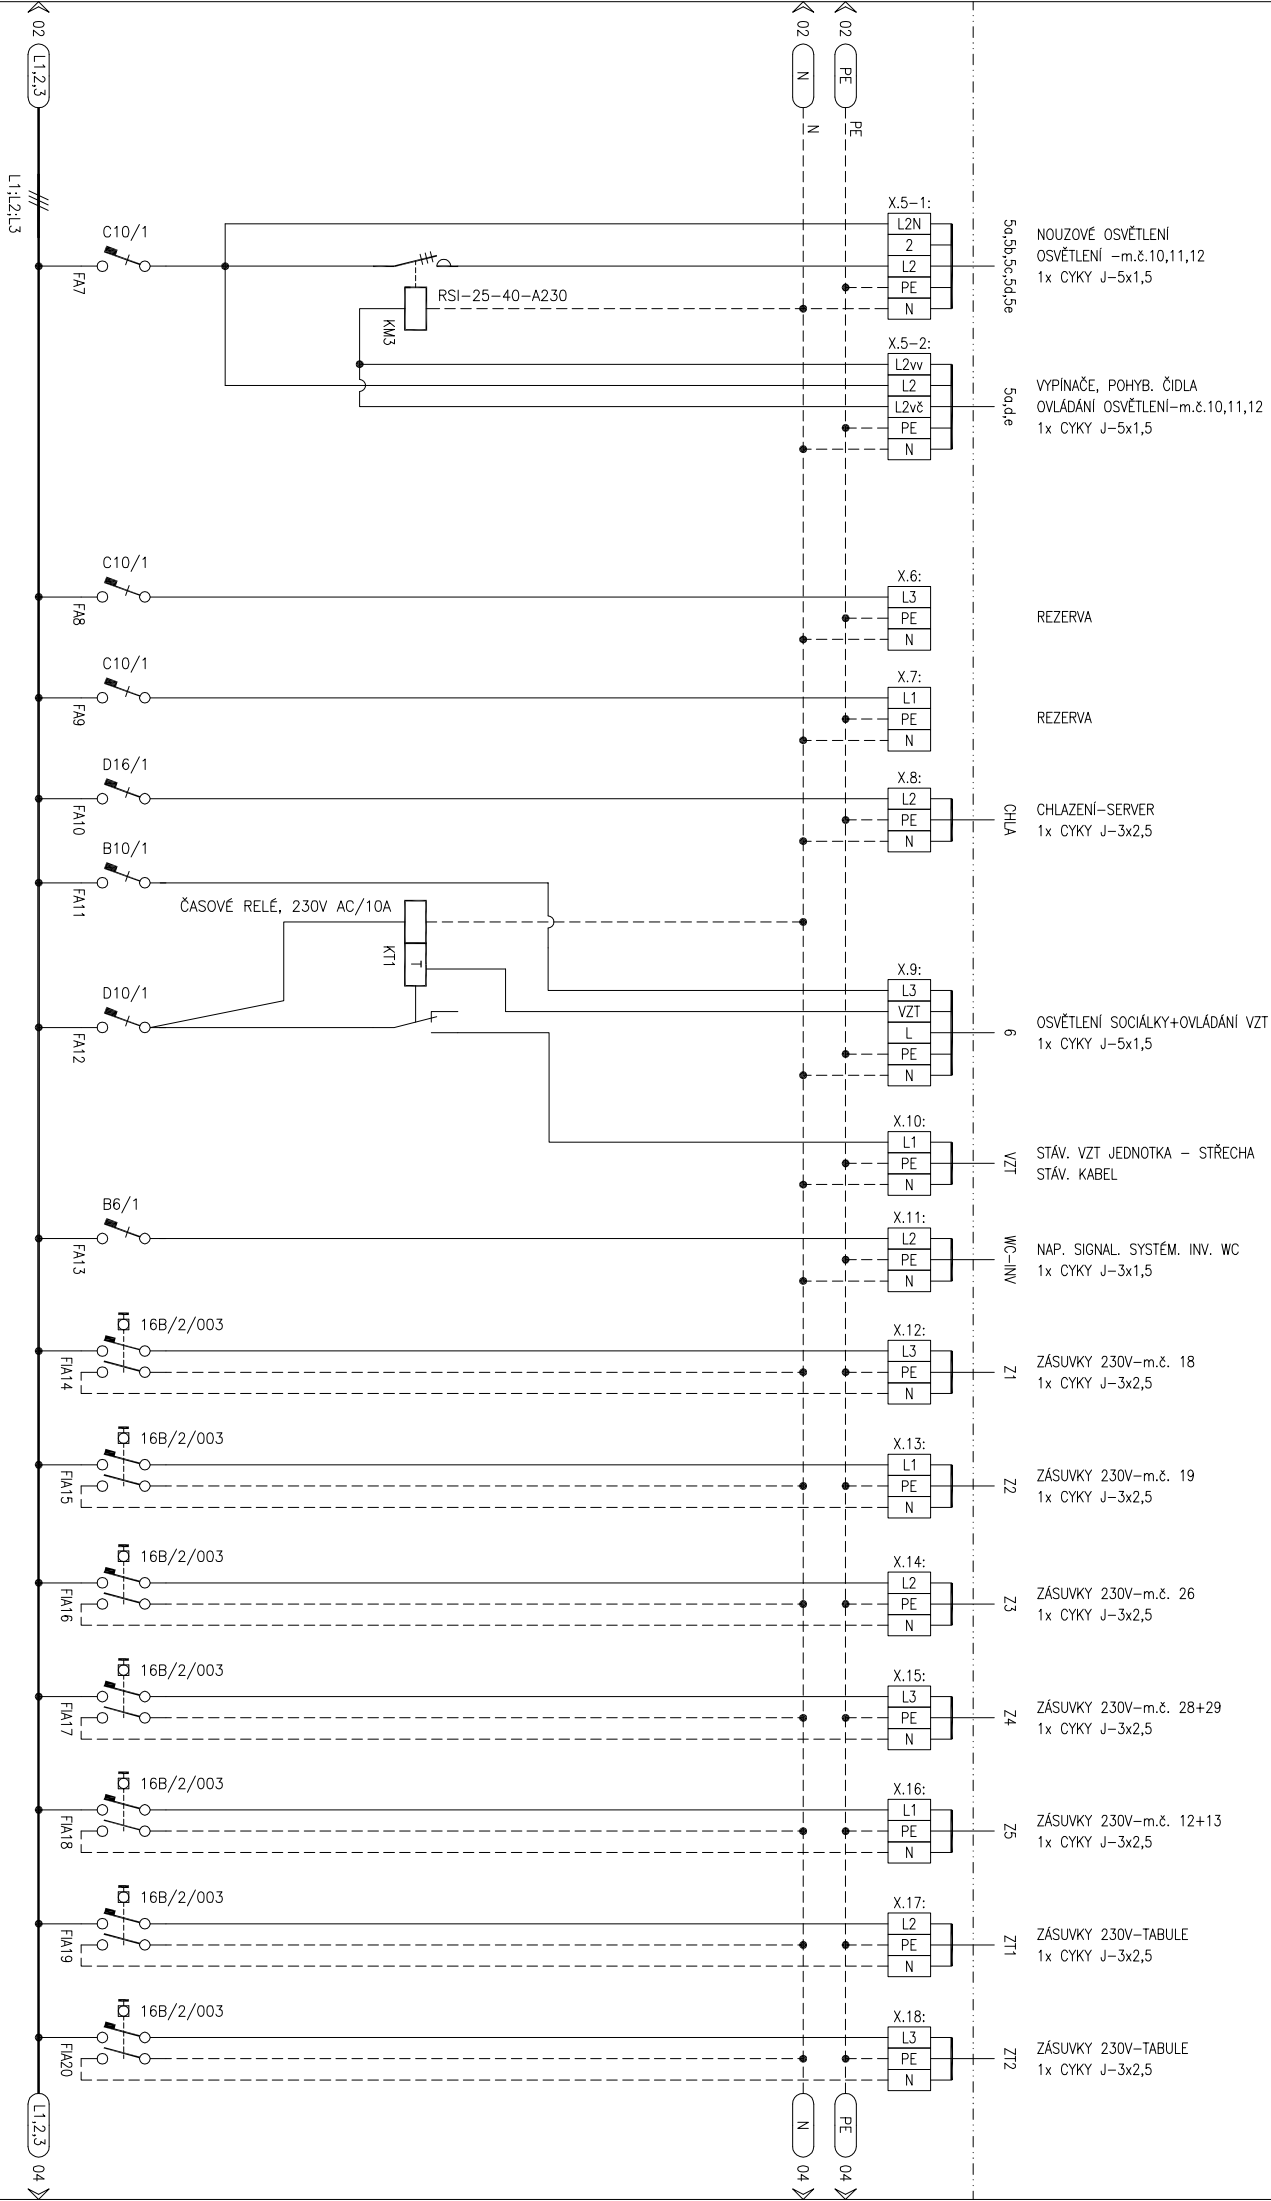 02
L1,2,3
02
N
02
PE
N
PE
L1;L2;L3
C10/1
FA7
RSI-25-40-A230
KM3
X.5-1:
L2N
2
L2
PE
N
5a,5b,5c,5d,5e
NOUZOVÉ OSVĚTLENÍ
OSVĚTLENÍ -m.č.10,11,12
1x CYKY J-5x1,5
X.5-2:
L2vv
L2
L2vč
PE
N
5a,d,e
VYPÍNAČE, POHYB. ČIDLA
OVLÁDÁNÍ OSVĚTLENÍ-m.č.10,11,12
1x CYKY J-5x1,5
C10/1
FA8
X.6:
L3
PE
N
REZERVA
C10/1
FA9
X.7:
L1
PE
N
REZERVA
D16/1
FA10
X.8:
L2
PE
N
CHLA
CHLAZENÍ-SERVER
1x CYKY J-3x2,5
B10/1
FA11
ČASOVÉ RELÉ, 230V AC/10A
KT1
T
D10/1
FA12
X.9:
L3
VZT
L
PE
N
6
OSVĚTLENÍ SOCIÁLKY+OVLÁDÁNÍ VZT
1x CYKY J-5x1,5
X.10:
L1
PE
N
VZT
STÁV. VZT JEDNOTKA - STŘECHA
STÁV. KABEL
B6/1
FA13
X.11:
L2
PE
N
WC-INV
NAP. SIGNAL. SYSTÉM. INV. WC
1x CYKY J-3x1,5
16B/2/003
FIA14
X.12:
L3
PE
N
Z1
ZÁSUVKY 230V-m.č. 18
1x CYKY J-3x2,5
16B/2/003
FIA15
X.13:
L1
PE
N
Z2
ZÁSUVKY 230V-m.č. 19
1x CYKY J-3x2,5
16B/2/003
FIA16
X.14:
L2
PE
N
Z3
ZÁSUVKY 230V-m.č. 26
1x CYKY J-3x2,5
16B/2/003
FIA17
X.15:
L3
PE
N
Z4
ZÁSUVKY 230V-m.č. 28+29
1x CYKY J-3x2,5
16B/2/003
FIA18
X.16:
L1
PE
N
Z5
ZÁSUVKY 230V-m.č. 12+13
1x CYKY J-3x2,5
16B/2/003
FIA19
X.17:
L2
PE
N
ZT1
ZÁSUVKY 230V-TABULE
1x CYKY J-3x2,5
16B/2/003
FIA20
X.18:
L3
PE
N
ZT2
ZÁSUVKY 230V-TABULE
1x CYKY J-3x2,5
L1,2,3
04
N
04
PE
04